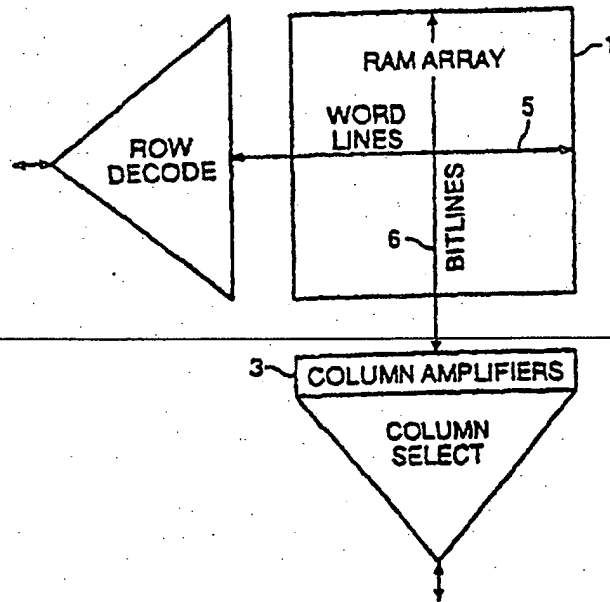 RAM ARRAY
1
WORD
LINES
5
ROW
DECODE
6
BITLINES
3
COLUMN AMPLIFIERS
COLUMN
SELECT